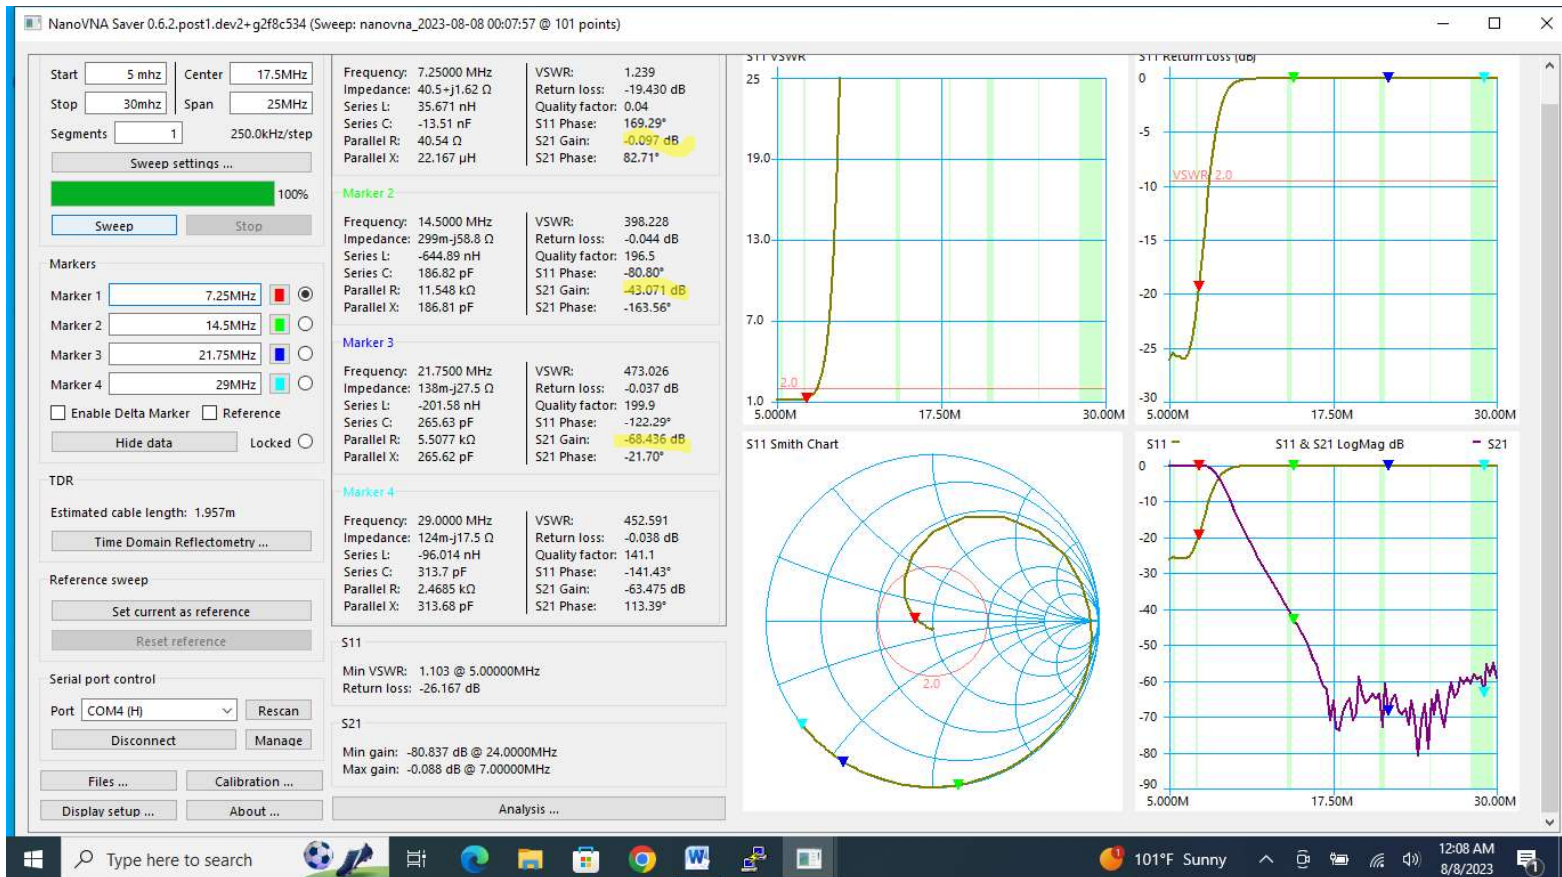 NanoVNA Saver 0.6.2.post1.dev2+g2f8c534 (Sweep: nanovna_2023-08-08 00:07:57 @ 101 points)
Start 5 mhz Center 17.5MHz
Stop 30mhz Span 25MHz
Segments 1 250.0kHz/step
Sweep settings ...
100%
Sweep Stop
Markers
Marker 1 7.25MHz
Marker 2 14.5MHz
Marker 3 21.75MHz
Marker 4 29MHz
Enable Delta Marker Reference
Hide data Locked
TDR
Estimated cable length: 1.957m
Time Domain Reflectometry ...
Reference sweep
Set current as reference
Reset reference
Serial port control
Port COM4 (H) Rescan
Disconnect Manage
Files ... Calibration ...
Display setup ... About ...
Frequency: 7.25000 MHz VSWR: 1.239
Impedance: 40.5+j1.62 Ω Return loss: -19.430 dB
Series L: 35.671 nH Quality factor: 0.04
Series C: -13.51 nF S11 Phase: 169.29°
Parallel R: 40.54 Ω S21 Gain: -0.097 dB
Parallel X: 22.167 µH S21 Phase: 82.71°
Marker 2
Frequency: 14.5000 MHz VSWR: 398.228
Impedance: 299m-j58.8 Ω Return loss: -0.044 dB
Series L: -644.89 nH Quality factor: 196.5
Series C: 186.82 pF S11 Phase: -80.80°
Parallel R: 11.548 kΩ S21 Gain: -43.071 dB
Parallel X: 186.81 pF S21 Phase: -163.56°
Marker 3
Frequency: 21.7500 MHz VSWR: 473.026
Impedance: 138m-j27.5 Ω Return loss: -0.037 dB
Series L: -201.58 nH Quality factor: 199.9
Series C: 265.63 pF S11 Phase: -122.29°
Parallel R: 5.5077 kΩ S21 Gain: -68.436 dB
Parallel X: 265.62 pF S21 Phase: -21.70°
Marker 4
Frequency: 29.0000 MHz VSWR: 452.591
Impedance: 124m-j17.5 Ω Return loss: -0.038 dB
Series L: -96.014 nH Quality factor: 141.1
Series C: 313.7 pF S11 Phase: -141.43°
Parallel R: 2.4685 kΩ S21 Gain: -63.475 dB
Parallel X: 313.68 pF S21 Phase: 113.39°
S11
Min VSWR: 1.103 @ 5.00000MHz
Return loss: -26.167 dB
S21
Min gain: -80.837 dB @ 24.0000MHz
Max gain: -0.088 dB @ 7.00000MHz
Analysis ...
S11 VSWR
25
19.0
13.0
7.0
2.0
1.0
5.000M 17.50M 30.00M
S11 Return Loss (dB)
0
-5
VSWR 2.0
-10
-15
-20
-25
-30
5.000M 17.50M 30.00M
S11 Smith Chart
2.0
S11 S11 & S21 LogMag dB S21
0
-10
-20
-30
-40
-50
-60
-70
-80
-90
5.000M 17.50M 30.00M
Type here to search
101°F Sunny
12:08 AM
8/8/2023